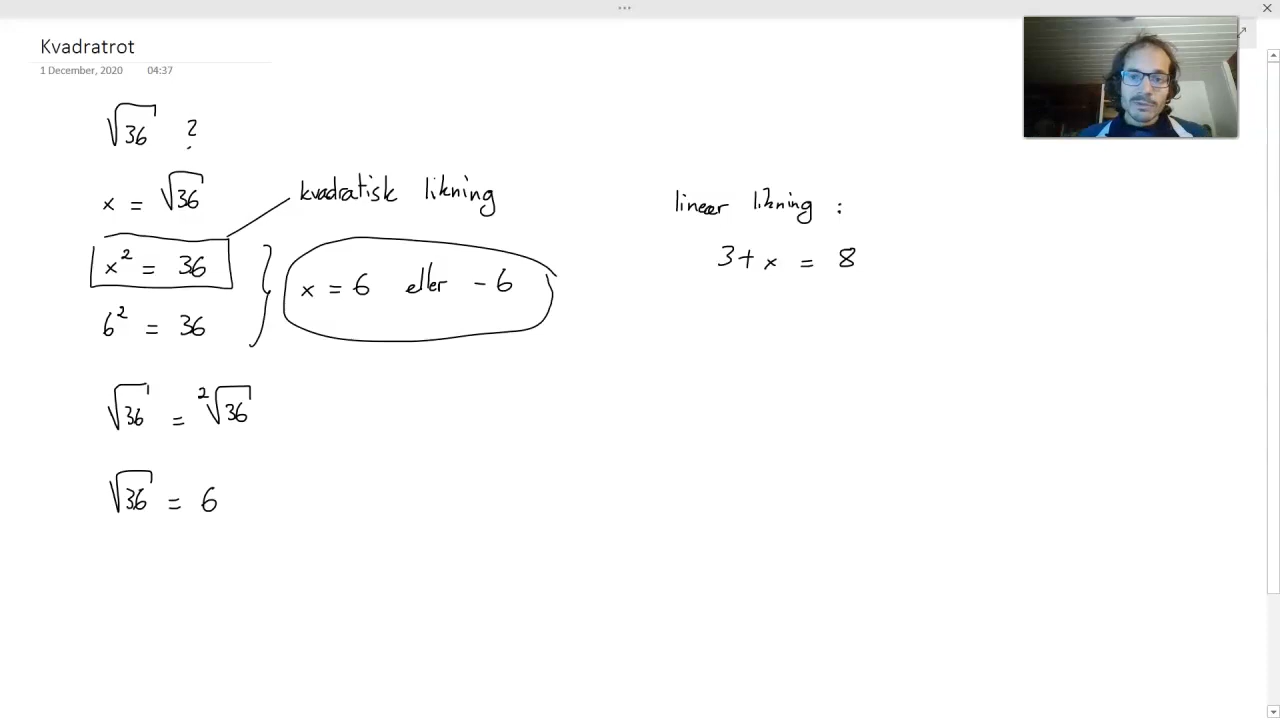 Kvadratrot
1 December, 2020 04:37
√36 ?
x = √36
kvadratisk likning
x² = 36
6² = 36
x = 6 eller - 6
√36 = ²√36
√36 = 6
lineær likning :
3 + x = 8